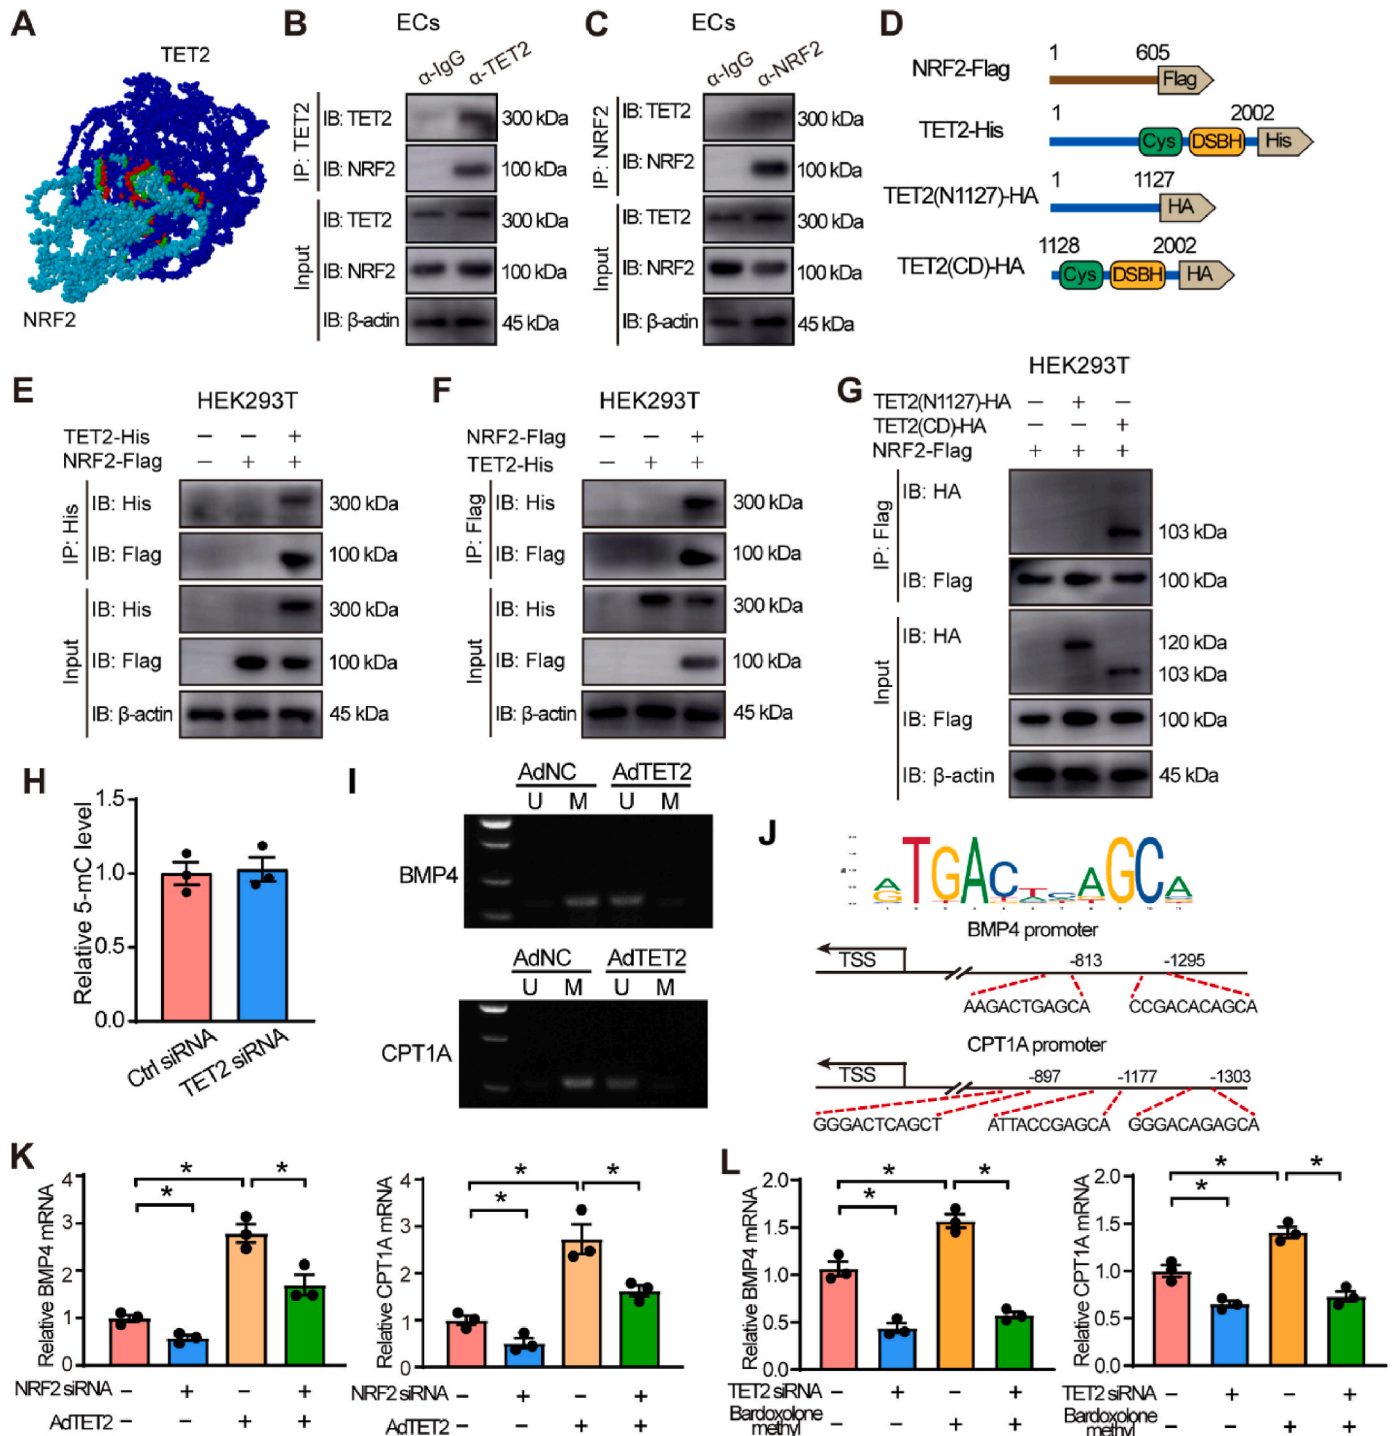 A
TET2
NRF2
B
ECs
α-IgG
α-TET2
IP: TET2
IB: TET2
300 kDa
IB: NRF2
100 kDa
Input
IB: TET2
300 kDa
IB: NRF2
100 kDa
IB: β-actin
45 kDa
C
ECs
α-IgG
α-NRF2
IP: NRF2
IB: TET2
300 kDa
IB: NRF2
100 kDa
Input
IB: TET2
300 kDa
IB: NRF2
100 kDa
IB: β-actin
45 kDa
D
1 605
NRF2-Flag Flag
1 2002
TET2-His Cys DSBH His
1 1127
TET2(N1127)-HA HA
1128 2002
TET2(CD)-HA Cys DSBH HA
E
HEK293T
TET2-His – – +
NRF2-Flag – + +
IP: His
IB: His 300 kDa
IB: Flag 100 kDa
Input
IB: His 300 kDa
IB: Flag 100 kDa
IB: β-actin 45 kDa
F
HEK293T
NRF2-Flag – – +
TET2-His – + +
IP: Flag
IB: His 300 kDa
IB: Flag 100 kDa
Input
IB: His 300 kDa
IB: Flag 100 kDa
IB: β-actin 45 kDa
G
HEK293T
TET2(N1127)-HA – + –
TET2(CD)-HA – – +
NRF2-Flag + + +
IP: Flag
IB: HA
103 kDa
IB: Flag 100 kDa
Input
IB: HA 120 kDa
103 kDa
IB: Flag 100 kDa
IB: β-actin 45 kDa
H
Relative 5-mC level
1.5
1.0
0.5
0.0
Ctrl siRNA
TET2 siRNA
I
AdNC AdTET2
U M U M
BMP4
AdNC AdTET2
U M U M
CPT1A
J
TGAC AGCA
BMP4 promoter
TSS -813 -1295
AAGACTGAGCA CCGACACAGCA
CPT1A promoter
TSS -897 -1177 -1303
GGGACTCAGCT ATTACCGAGCA GGGACAGAGCA
K
Relative BMP4 mRNA
4
3
2
1
0
* * *
NRF2 siRNA – + – +
AdTET2 – – + +
Relative CPT1A mRNA
4
3
2
1
0
* * *
NRF2 siRNA – + – +
AdTET2 – – + +
L
Relative BMP4 mRNA
2.0
1.5
1.0
0.5
0.0
* * *
TET2 siRNA – + – +
Bardoxolone
methyl – – + +
Relative CPT1A mRNA
2.0
1.5
1.0
0.5
0.0
* * *
TET2 siRNA – + – +
Bardoxolone
methyl – – + +